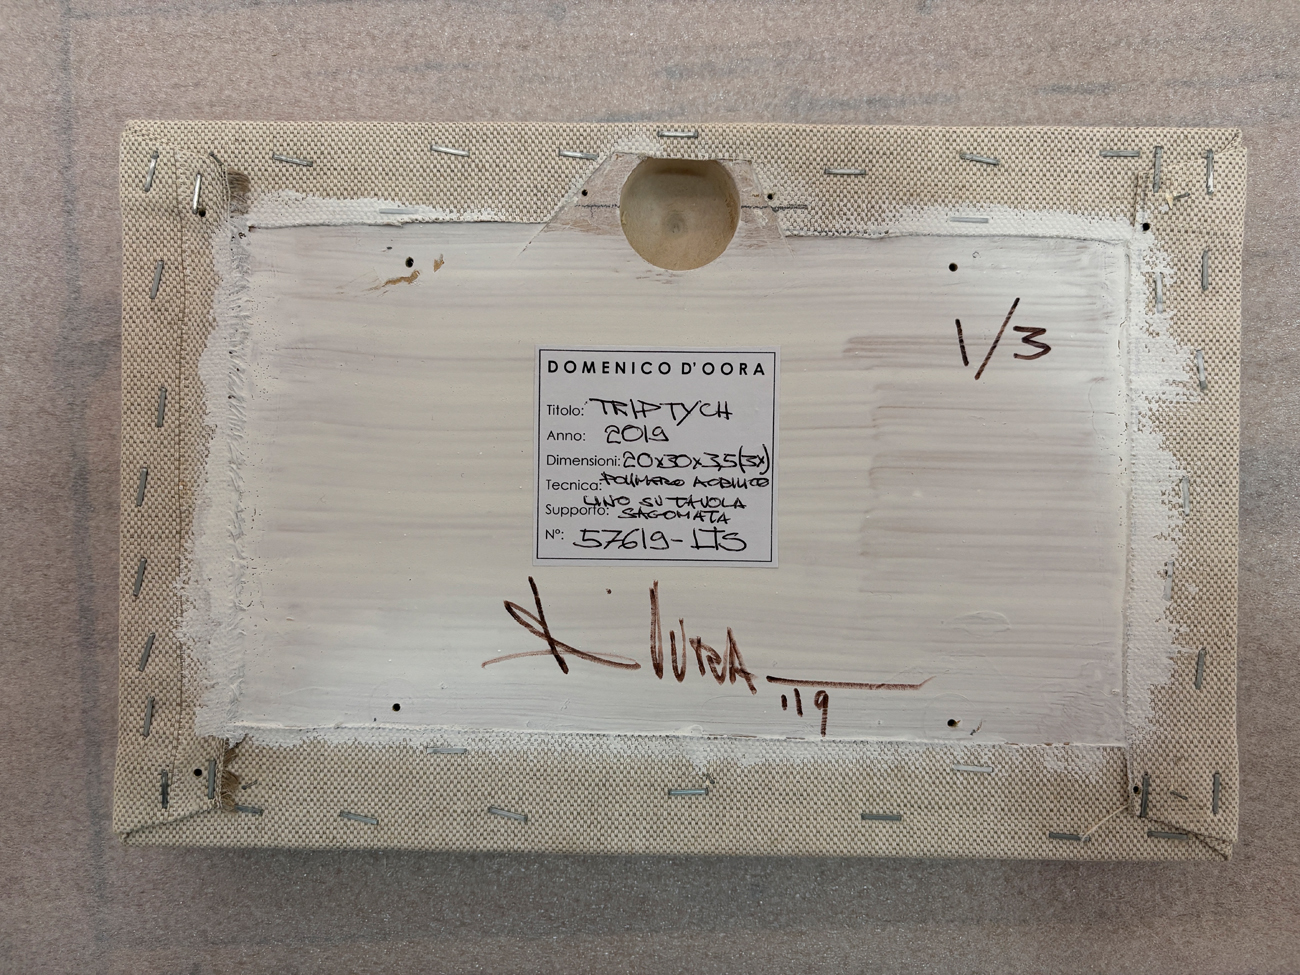 1/3
DOMENICO D'OORA
Titolo: TRIPTYCH
Anno: 2019
Dimensioni: 20x30x3,5(3x)
Tecnica: POLIMERO ACRILICO
LINO SU TAVOLA
Supporto: SAGOMATA
N°: 57619-LTS
'19